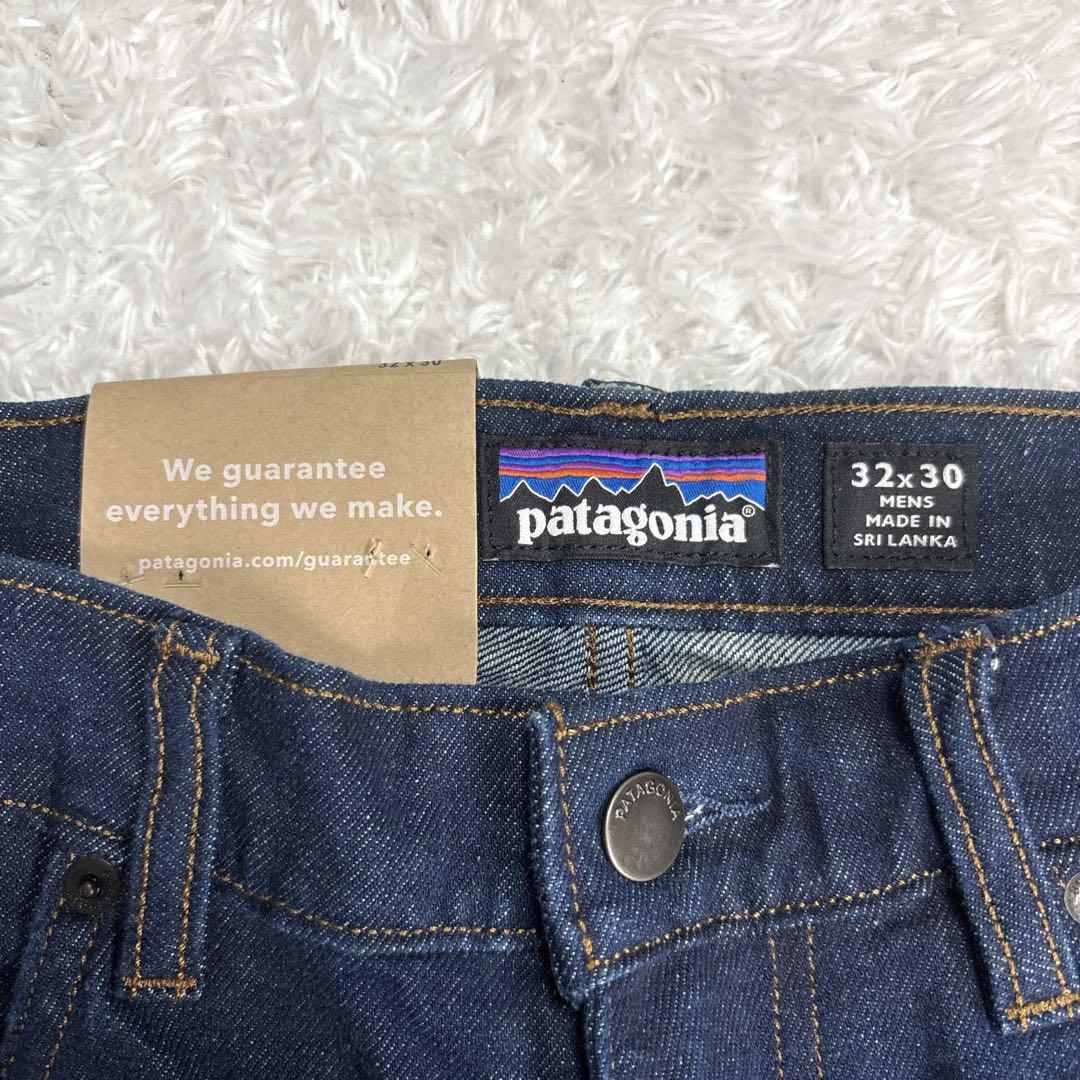 32 x 30
We guarantee
everything we make.
patagonia.com/guarantee
patagonia®
32x30
MENS
MADE IN
SRI LANKA
PATAGONIA